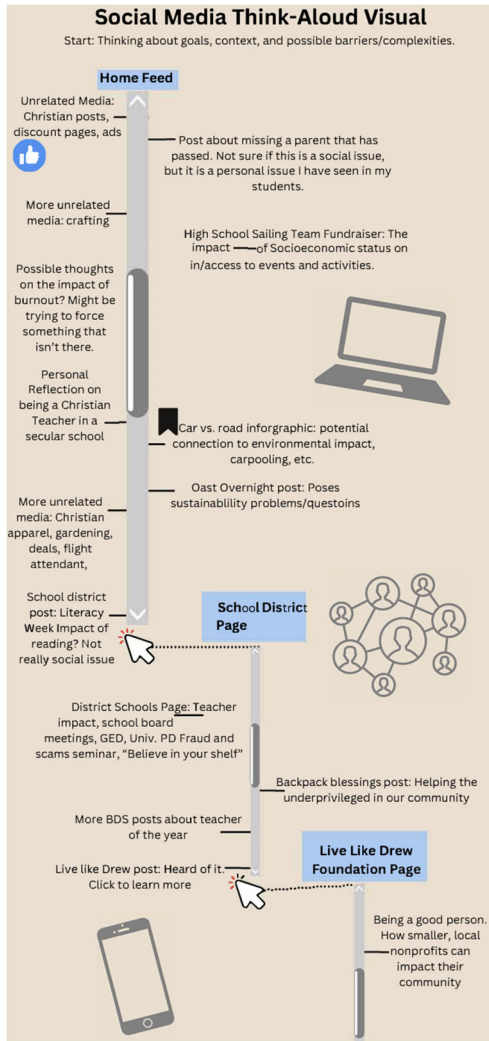 Social Media Think-Aloud Visual
Start: Thinking about goals, context, and possible barriers/complexities.
Home Feed
Unrelated Media:
Christian posts,
discount pages, ads
Post about missing a parent that has
passed. Not sure if this is a social issue,
but it is a personal issue I have seen in my
students.
More unrelated
media: crafting
High School Sailing Team Fundraiser: The
impact of Socioeconomic status on
in/access to events and activities.
Possible thoughts
on the impact of
burnout? Might be
trying to force
something that
isn't there.
Personal
Reflection on
being a Christian
Teacher in a
secular school
Car vs. road inforgraphic: potential
connection to environmental impact,
carpooling, etc.
Oast Overnight post: Poses
sustainablility problems/questoins
More unrelated
media: Christian
apparel, gardening,
deals, flight
attendant,
School district
post: Literacy
Week Impact of
reading? Not
really social issue
School District
Page
District Schools Page: Teacher
impact, school board
meetings, GED, Univ. PD Fraud and
scams seminar, "Believe in your shelf"
Backpack blessings post: Helping the
underprivileged in our community
More BDS posts about teacher
of the year
Live like Drew post: Heard of it.
Click to learn more
Live Like Drew
Foundation Page
Being a good person.
How smaller, local
nonprofits can
impact their
community